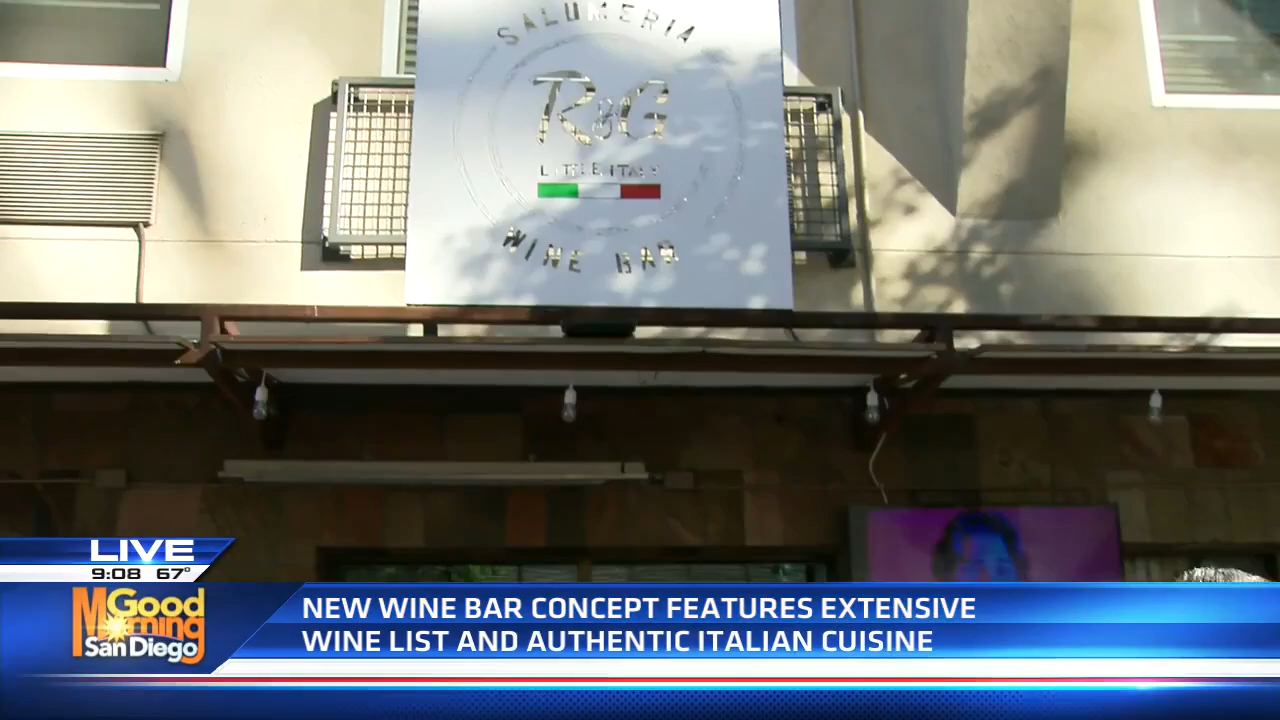 SALUMERIA
R&G
LITTLE ITALY
WINE BAR
LIVE
9:08 67°
Good
Morning
San Diego
NEW WINE BAR CONCEPT FEATURES EXTENSIVE
WINE LIST AND AUTHENTIC ITALIAN CUISINE